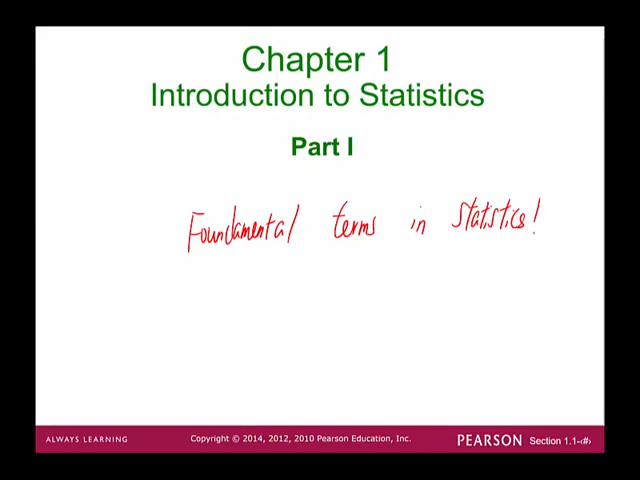 Chapter 1
Introduction to Statistics
Part I
Foundamental terms in Statistics!
ALWAYS LEARNING Copyright © 2014, 2012, 2010 Pearson Education, Inc. PEARSON Section 1.1-‹#›